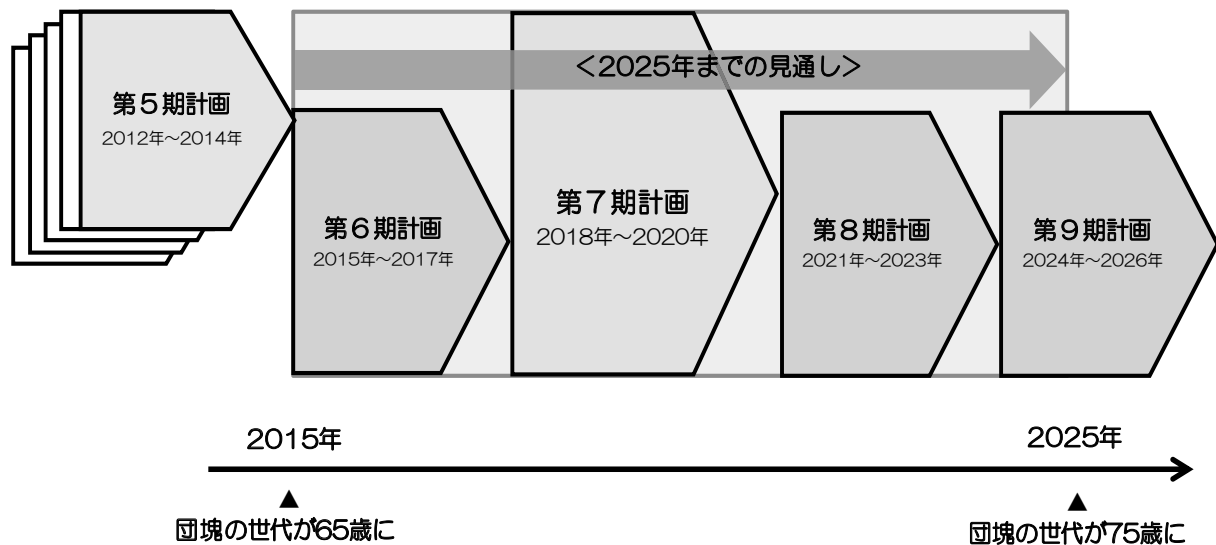 <2025年までの見通し>
第5期計画
2012年~2014年
第6期計画
2015年~2017年
第7期計画
2018年~2020年
第8期計画
2021年~2023年
第9期計画
2024年~2026年
2015年
2025年
▲
団塊の世代が65歳に
▲
団塊の世代が75歳に